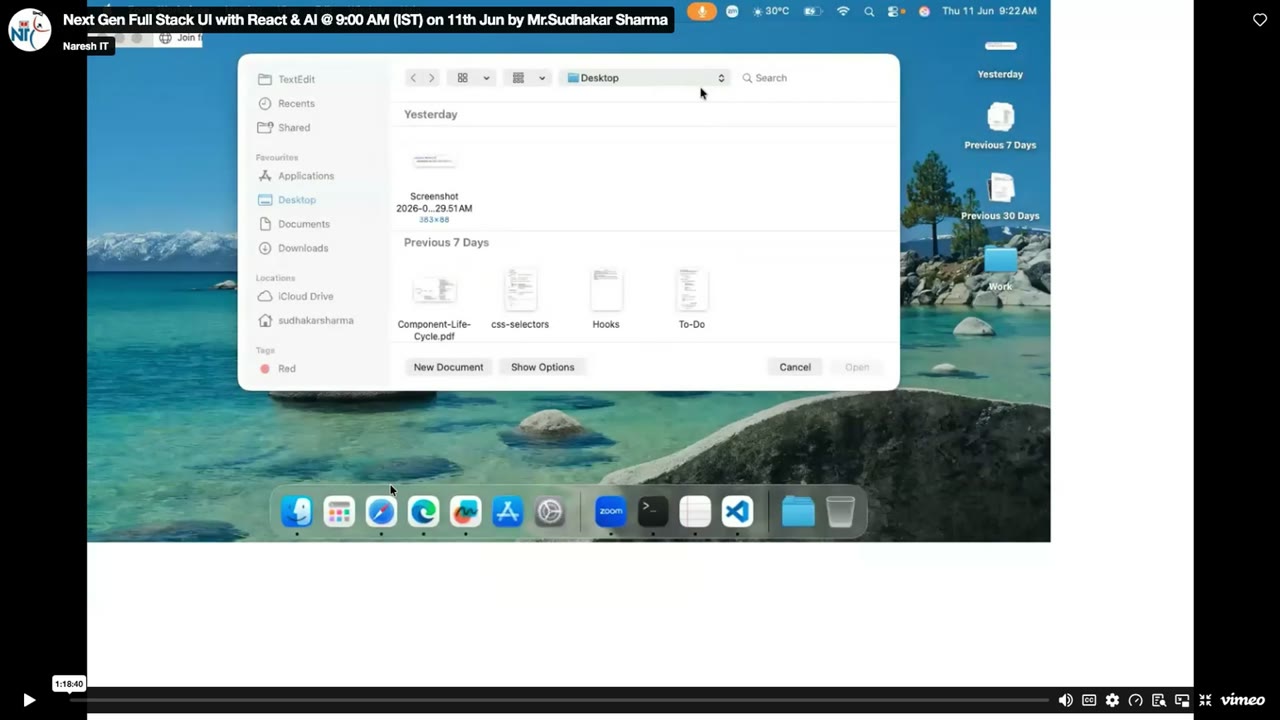 Next Gen Full Stack UI with React & AI @ 9:00 AM (IST) on 11th Jun by Mr.Sudhakar Sharma
Naresh IT
Join
30°C
Thu 11 Jun 9:22 AM
TextEdit
Recents
Shared
Favourites
Applications
Desktop
Documents
Downloads
Locations
iCloud Drive
sudhakarsharma
Tags
Red
Desktop
Search
Yesterday
Screenshot
2026-0...29.51 AM
383×88
Previous 7 Days
Component-Life-
Cycle.pdf
css-selectors
Hooks
To-Do
New Document
Show Options
Cancel
Open
Yesterday
Previous 7 Days
Previous 30 Days
Work
zoom
1:18:40
vimeo